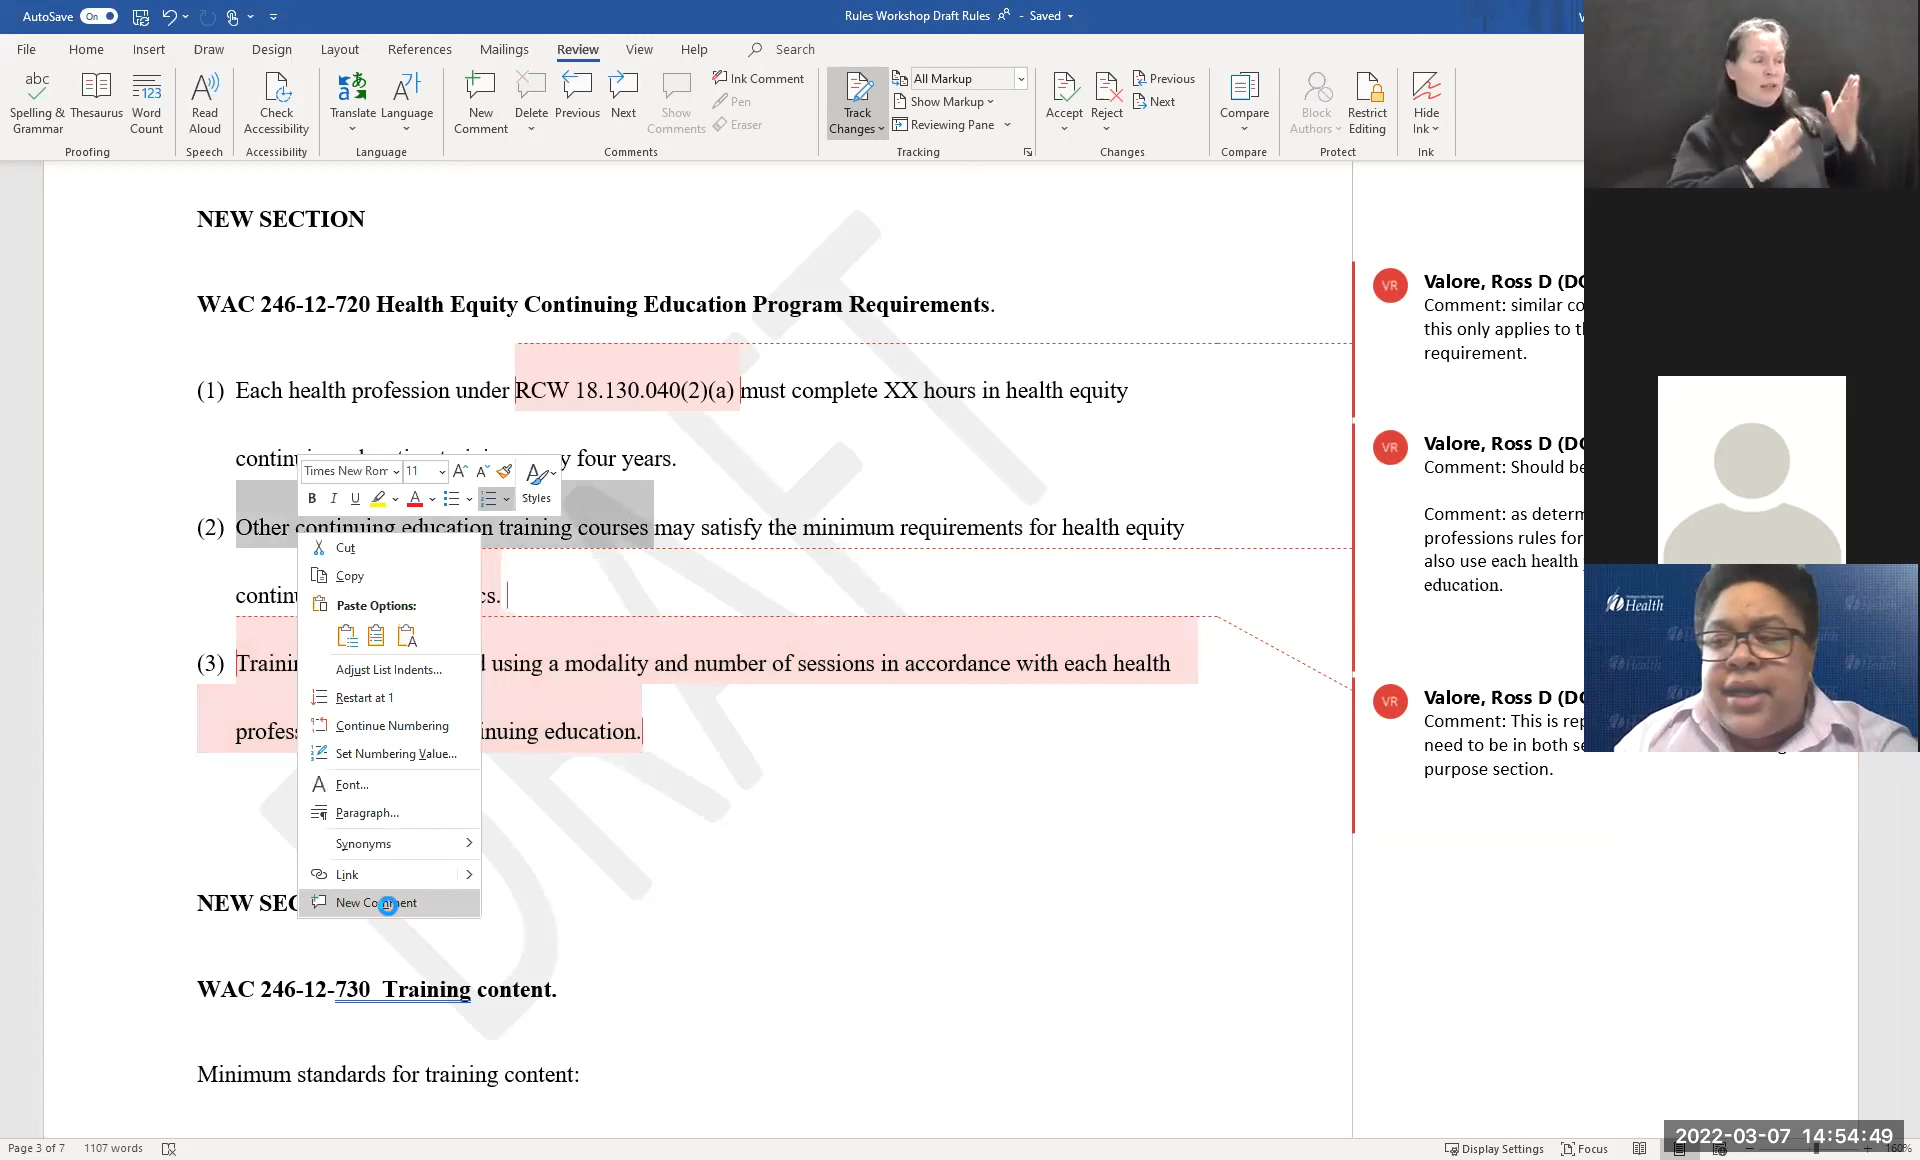 AutoSave On
Rules Workshop Draft Rules - Saved
File Home Insert Draw Design Layout References Mailings Review View Help Search
abc
Spelling & Grammar
Thesaurus
123
Word Count
Read Aloud
Check Accessibility
Translate
Language
New Comment
Delete
Previous
Next
Show Comments
Ink Comment
Pen
Eraser
Track Changes
All Markup
Show Markup
Reviewing Pane
Accept
Reject
Previous
Next
Compare
Block Authors
Restrict Editing
Hide Ink
Proofing Speech Accessibility Language Comments Tracking Changes Compare Protect Ink
NEW SECTION
WAC 246-12-720 Health Equity Continuing Education Program Requirements.
(1) Each health profession under RCW 18.130.040(2)(a) must complete XX hours in health equity
four years.
(2) Other continuing education training courses may satisfy the minimum requirements for health equity
using a modality and number of sessions in accordance with each health
education.
Times New Rom 11
B I U A Styles
Cut
Copy
Paste Options:
Adjust List Indents...
Restart at 1
Continue Numbering
Set Numbering Value...
Font...
Paragraph...
Synonyms
Link
New Comment
WAC 246-12-730 Training content.
Minimum standards for training content:
DRAFT
VR
Valore, Ross D
Comment: similar
this only applies to
requirement.
VR
Valore, Ross D
Comment: Should
Comment: as
professions rules for
also use each health
education.
VR
Valore, Ross D
Comment: This is
need to be in both
purpose section.
Health
Page 3 of 7 1107 words
Display Settings Focus
2022-03-07 14:54:49
160%